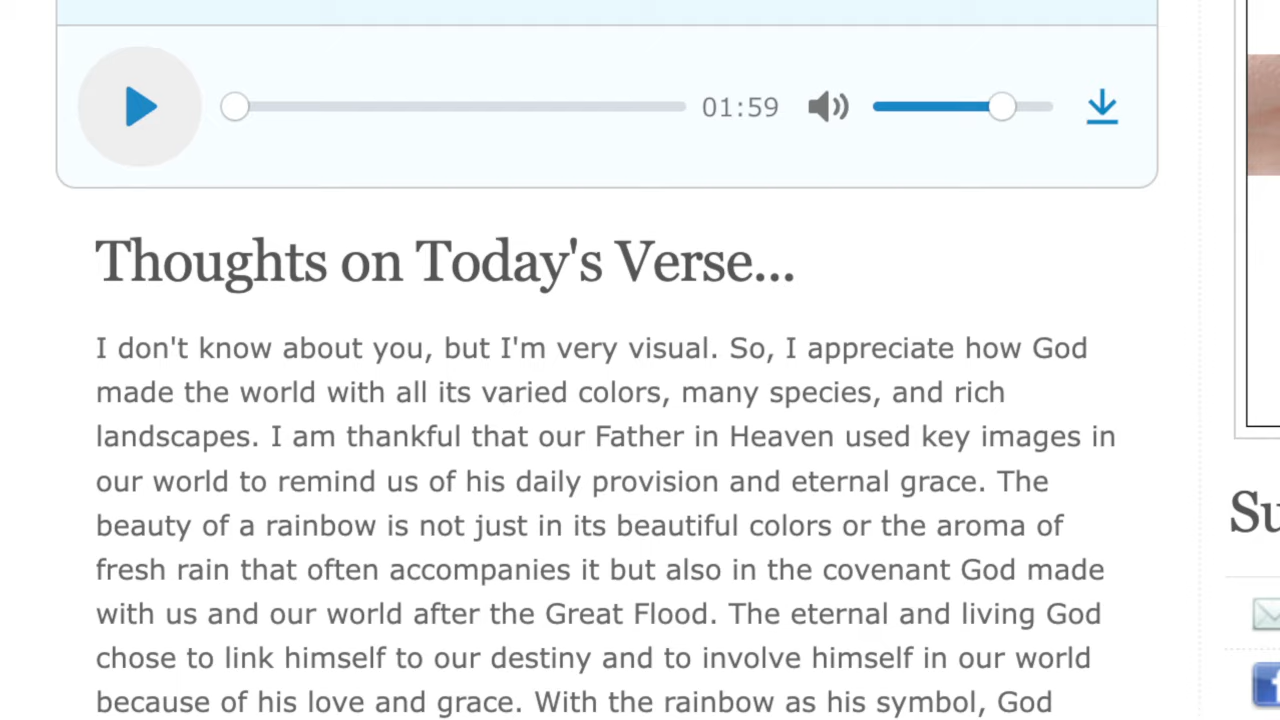 01:59
Thoughts on Today's Verse...
I don't know about you, but I'm very visual. So, I appreciate how God
made the world with all its varied colors, many species, and rich
landscapes. I am thankful that our Father in Heaven used key images in
our world to remind us of his daily provision and eternal grace. The
beauty of a rainbow is not just in its beautiful colors or the aroma of
fresh rain that often accompanies it but also in the covenant God made
with us and our world after the Great Flood. The eternal and living God
chose to link himself to our destiny and to involve himself in our world
because of his love and grace. With the rainbow as his symbol, God